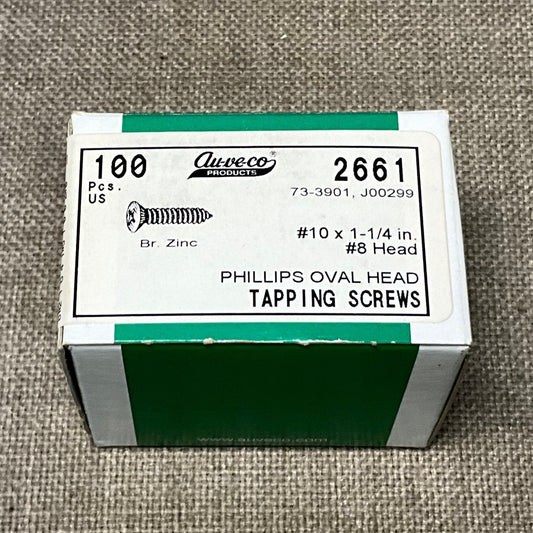 100
Pcs.
US
Au-ve-co®
PRODUCTS
2661
73-3901, J00299
Br. Zinc
#10 x 1-1/4 in.
#8 Head
PHILLIPS OVAL HEAD
TAPPING SCREWS
www.auveco.com